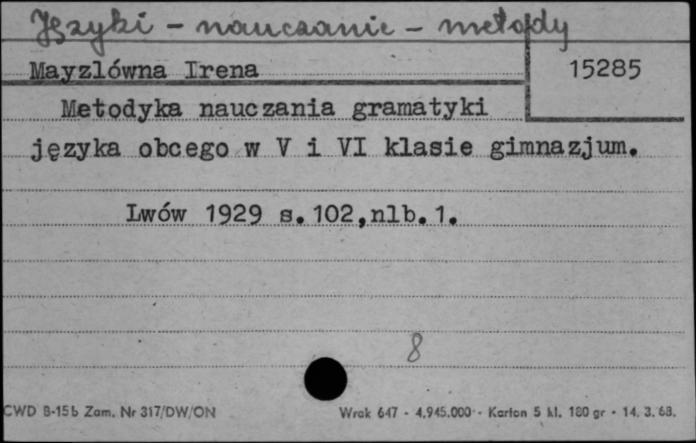 Języki - nauczanie - metody
Mayzlówna Irena
15285
Metodyka nauczania gramatyki
języka obcego w V i VI klasie gimnazjum.
Lwów 1929 s.102,nlb.1.
8
CWD B-15b Zam. Nr 317/DW/ON
Wrak 647 - 4.945.000 - Karton 5 kl. 180 gr - 14. 3. 68.